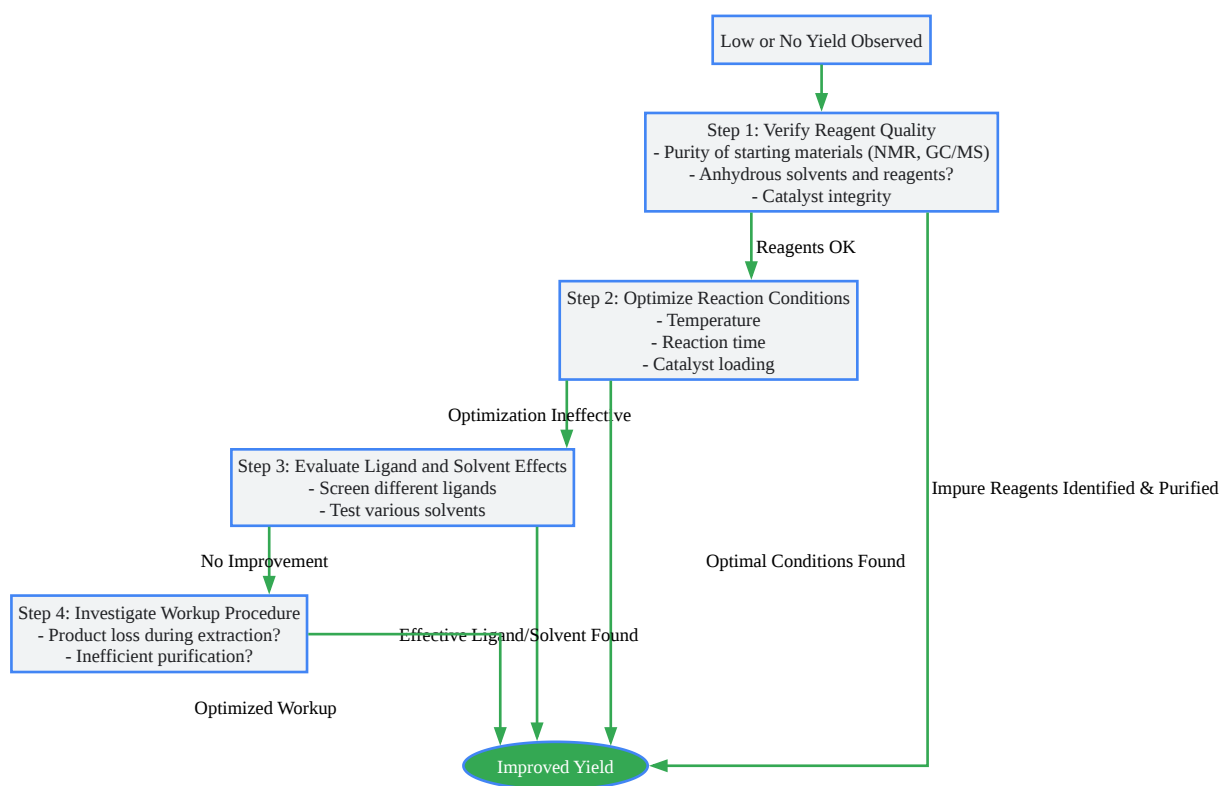 Low or No Yield Observed
Step 1: Verify Reagent Quality
- Purity of starting materials (NMR, GC/MS)
- Anhydrous solvents and reagents?
- Catalyst integrity
Reagents OK
Step 2: Optimize Reaction Conditions
- Temperature
- Reaction time
- Catalyst loading
Optimization Ineffective
Step 3: Evaluate Ligand and Solvent Effects
- Screen different ligands
- Test various solvents
Impure Reagents Identified & Purified
No Improvement
Optimal Conditions Found
Step 4: Investigate Workup Procedure
- Product loss during extraction?
- Inefficient purification?
Effective Ligand/Solvent Found
Optimized Workup
Improved Yield